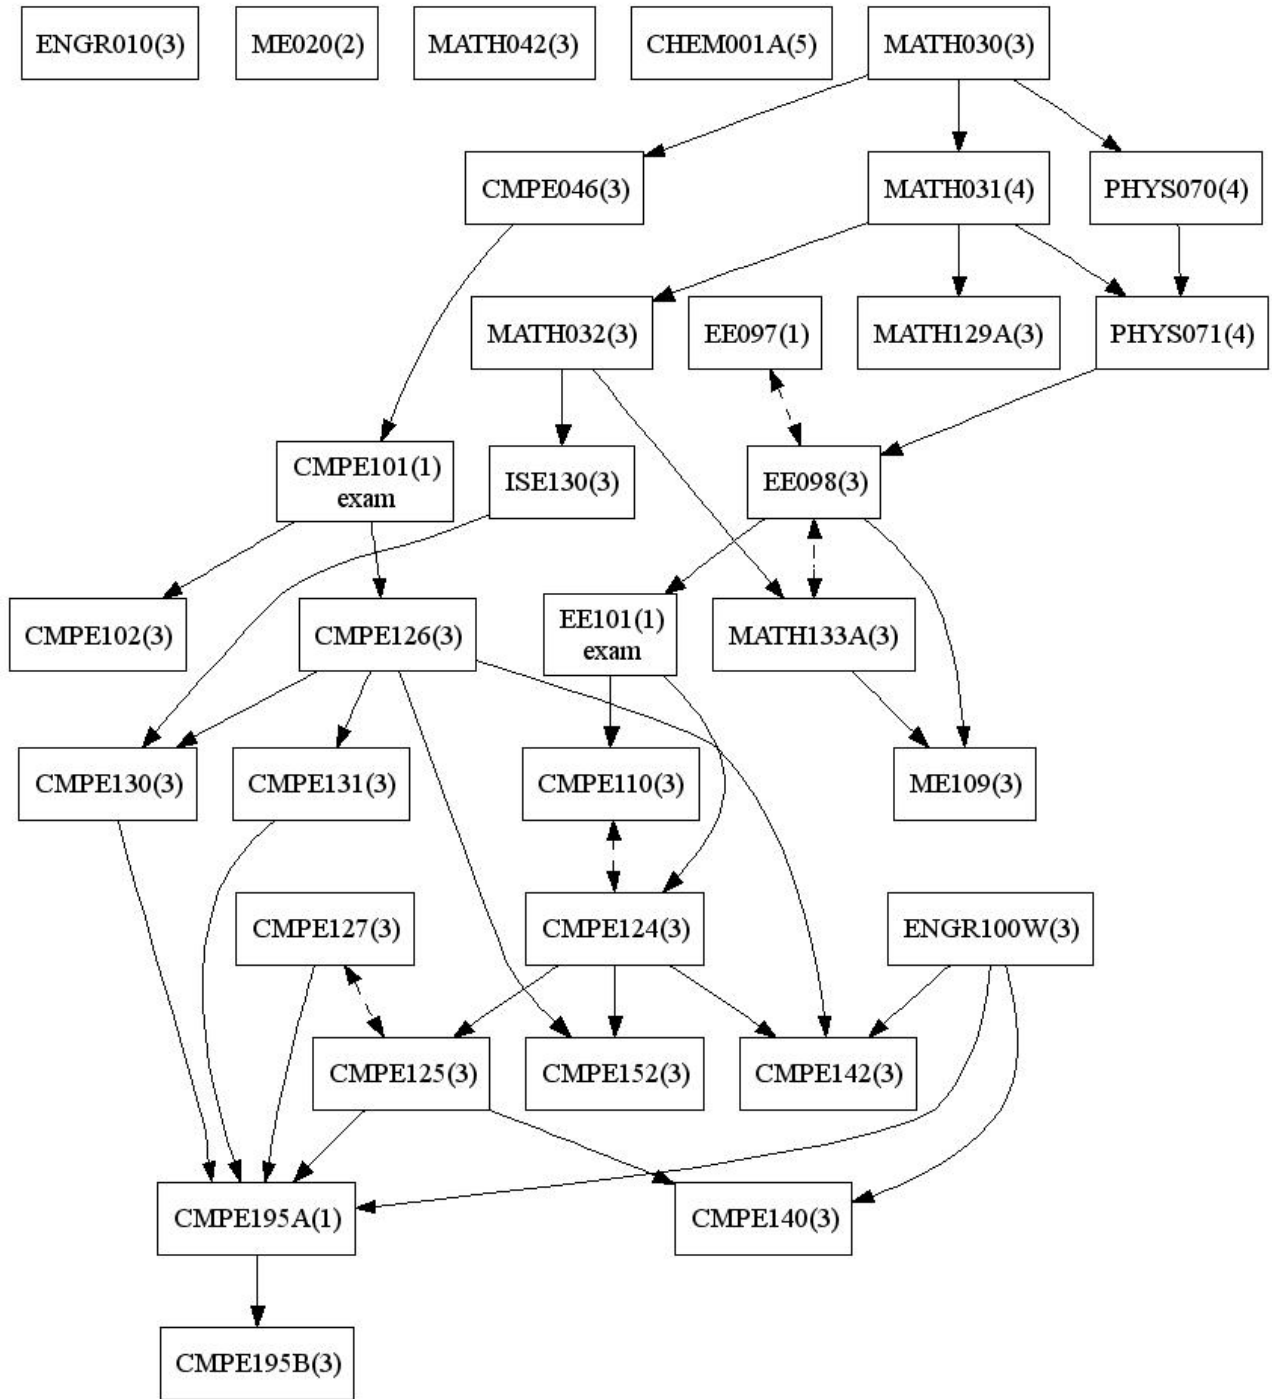 ENGR010(3)
ME020(2)
MATH042(3)
CHEM001A(5)
MATH030(3)
CMPE046(3)
MATH031(4)
PHYS070(4)
MATH032(3)
EE097(1)
MATH129A(3)
PHYS071(4)
CMPE101(1)
exam
ISE130(3)
EE098(3)
CMPE102(3)
CMPE126(3)
EE101(1)
exam
MATH133A(3)
CMPE130(3)
CMPE131(3)
CMPE110(3)
ME109(3)
CMPE127(3)
CMPE124(3)
ENGR100W(3)
CMPE125(3)
CMPE152(3)
CMPE142(3)
CMPE195A(1)
CMPE140(3)
CMPE195B(3)